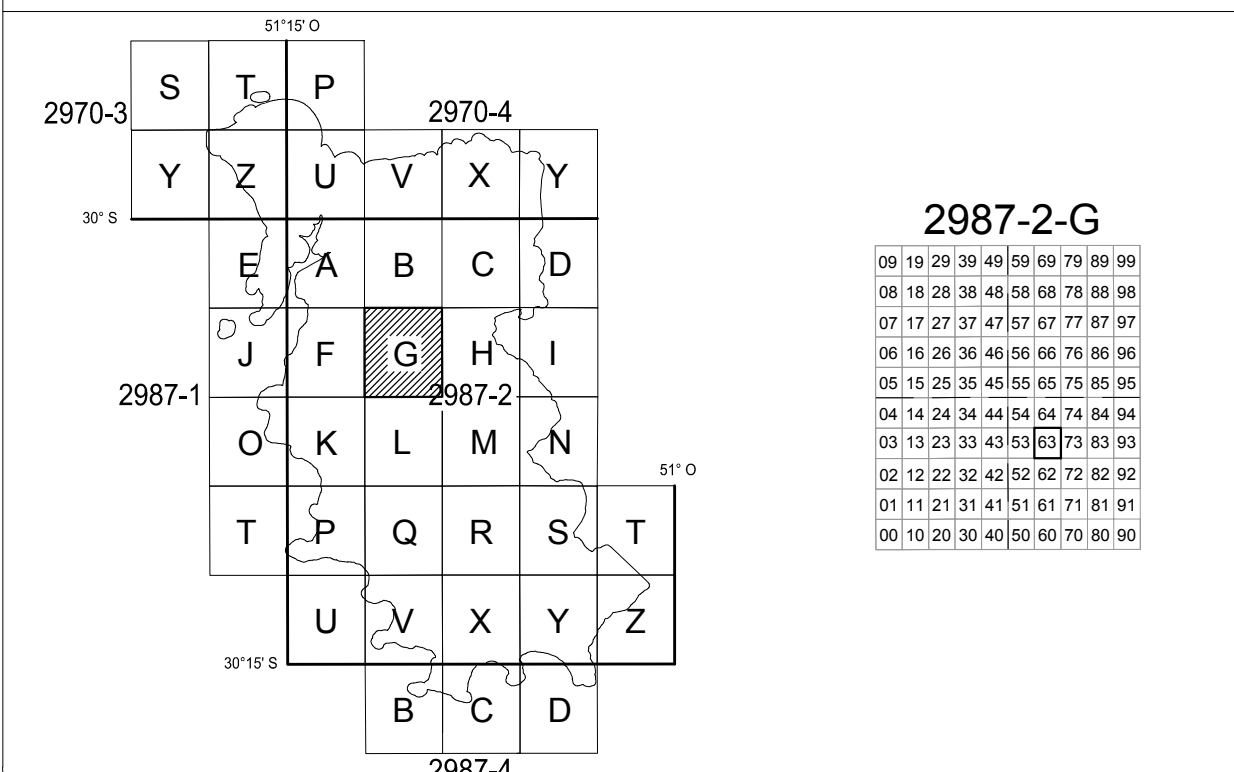 51°15' O
S T P
2970-3 2970-4
Y Z U V X Y
30° S
E A B C D
J F G H I
2987-1 2987-2
O K L M N
51° O
T P Q R S T
U V X Y Z
30°15' S
B C D
2987-4
2987-2-G
09 19 29 39 49 59 69 79 89 99
08 18 28 38 48 58 68 78 88 98
07 17 27 37 47 57 67 77 87 97
06 16 26 36 46 56 66 76 86 96
05 15 25 35 45 55 65 75 85 95
04 14 24 34 44 54 64 74 84 94
03 13 23 33 43 53 63 73 83 93
02 12 22 32 42 52 62 72 82 92
01 11 21 31 41 51 61 71 81 91
00 10 20 30 40 50 60 70 80 90